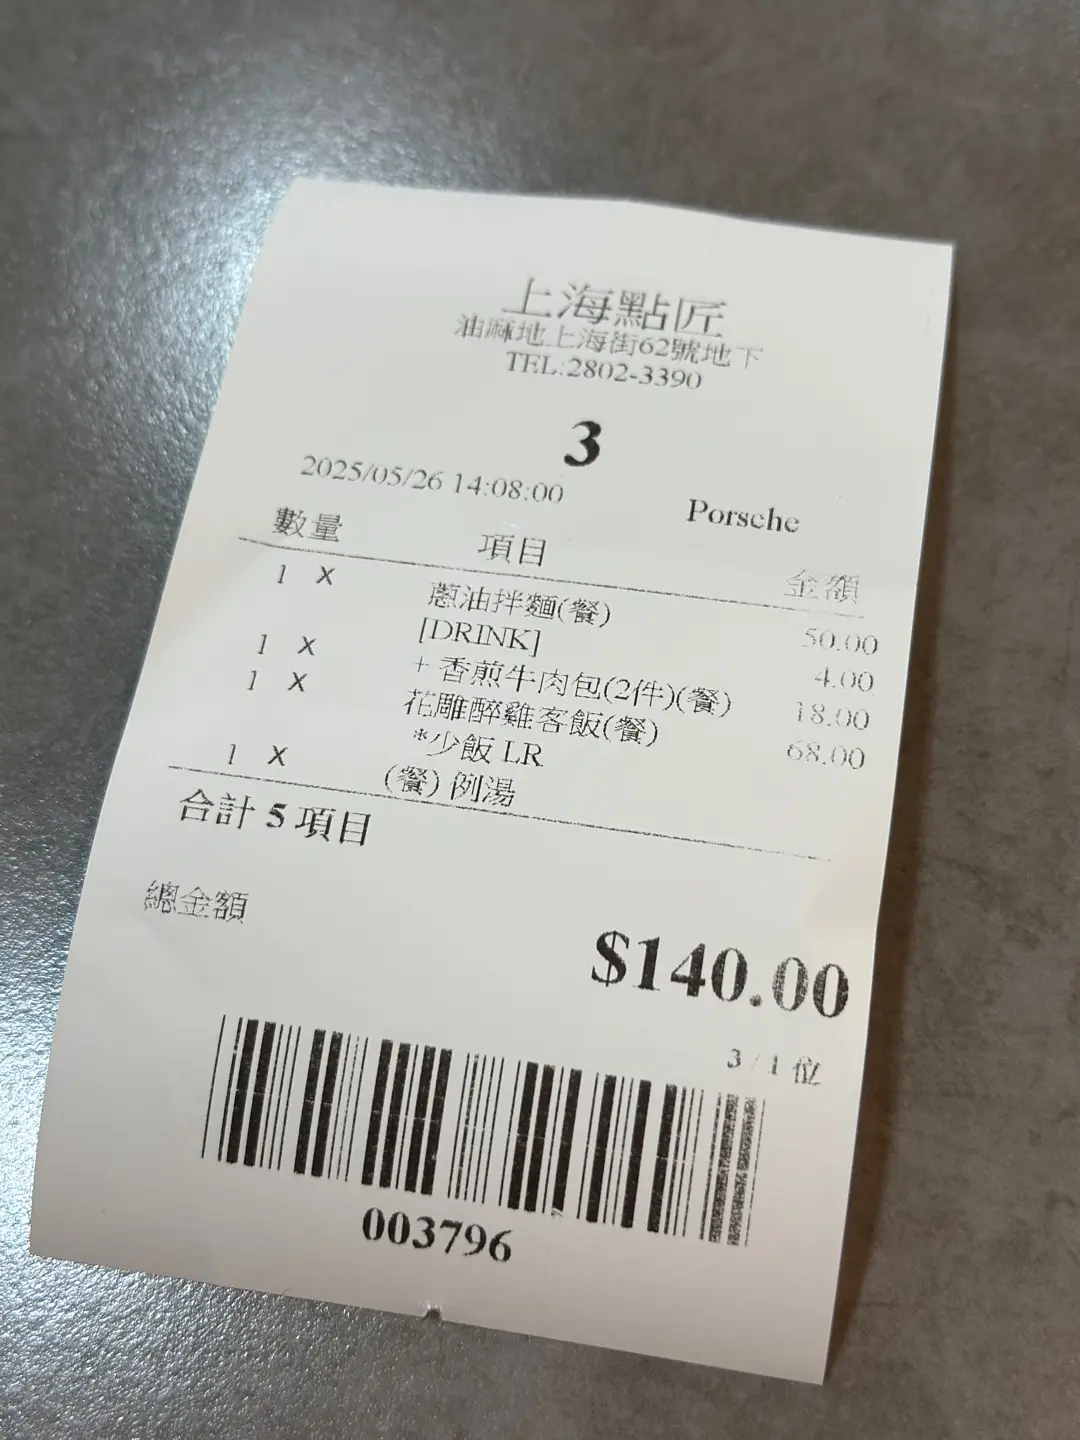 上海點匠
油麻地上海街62號地下
TEL:2802-3390
3
2025/05/26 14:08:00 Porsche
數量 項目 金額
1 X 蔥油拌麵(餐) 50.00
[DRINK] 4.00
1 X + 香煎牛肉包(2件)(餐) 18.00
1 X 花雕醉雞客飯(餐) 68.00
*少飯 LR
1 X (餐) 例湯
合計 5 項目
總金額 $140.00
3 / 1 位
003796